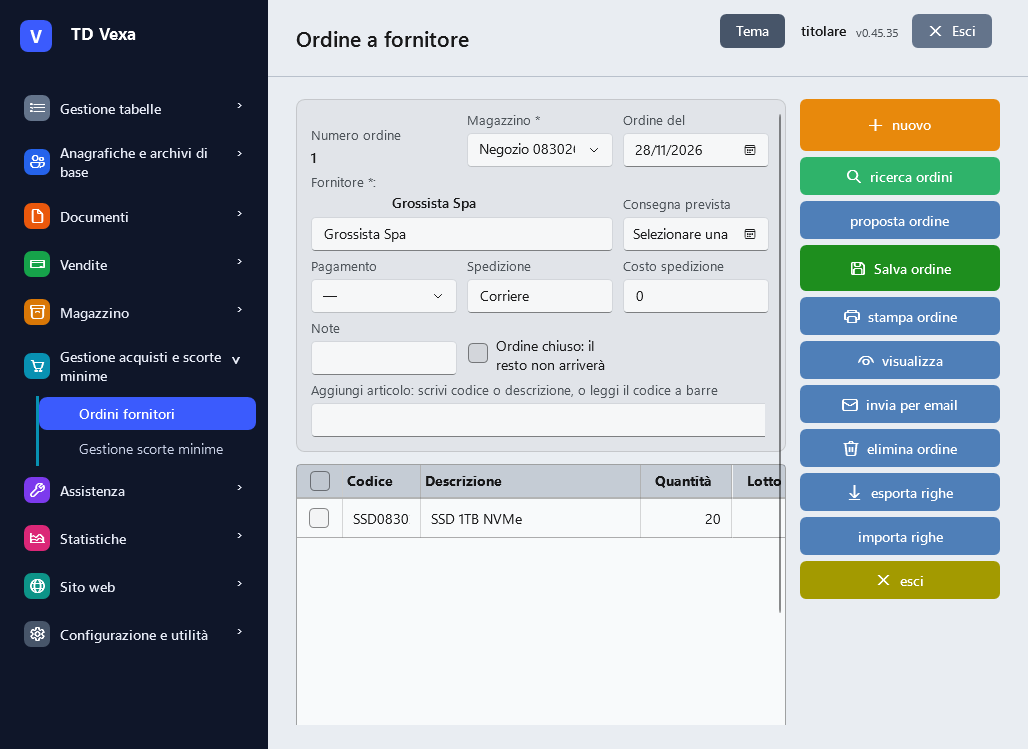 V
TD Vexa
Gestione tabelle
Anagrafiche e archivi di
base
Documenti
Vendite
Magazzino
Gestione acquisti e scorte
minime
Ordini fornitori
Gestione scorte minime
Assistenza
Statistiche
Sito web
Configurazione e utilità
Ordine a fornitore
Tema
titolare
v0.45.35
Esci
Numero ordine
1
Magazzino *
Negozio 08302
Ordine del
28/11/2026
Fornitore *:
Grossista Spa
Grossista Spa
Consegna prevista
Selezionare una
Pagamento
—
Spedizione
Corriere
Costo spedizione
0
Note
Ordine chiuso: il
resto non arriverà
Aggiungi articolo: scrivi codice o descrizione, o leggi il codice a barre
Codice Descrizione Quantità Lotto
SSD0830 SSD 1TB NVMe 20
nuovo
ricerca ordini
proposta ordine
Salva ordine
stampa ordine
visualizza
invia per email
elimina ordine
esporta righe
importa righe
esci